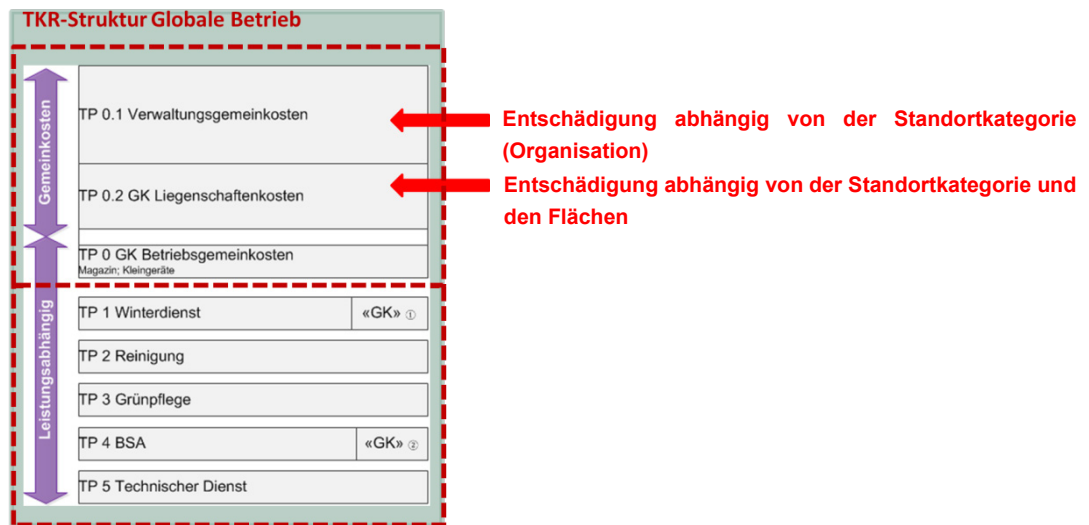 TKR-Struktur Globale Betrieb
Gemeinkosten
TP 0.1 Verwaltungsgemeinkosten
Entschädigung abhängig von der Standortkategorie
(Organisation)
TP 0.2 GK Liegenschaftenkosten
Entschädigung abhängig von der Standortkategorie und
den Flächen
TP 0 GK Betriebsgemeinkosten
Magazin; Kleingeräte
Leistungsabhängig
TP 1 Winterdienst «GK» ①
TP 2 Reinigung
TP 3 Grünpflege
TP 4 BSA «GK» ②
TP 5 Technischer Dienst